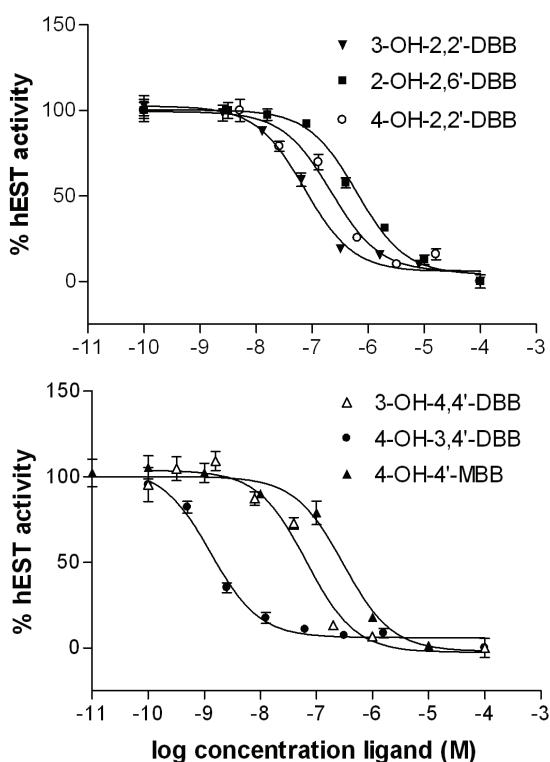 150
100
50
0
% hEST activity
3-OH-2,2'-DBB
2-OH-2,6'-DBB
4-OH-2,2'-DBB
-11 -10 -9 -8 -7 -6 -5 -4 -3
150
100
50
0
% hEST activity
3-OH-4,4'-DBB
4-OH-3,4'-DBB
4-OH-4'-MBB
-11 -10 -9 -8 -7 -6 -5 -4 -3
log concentration ligand (M)